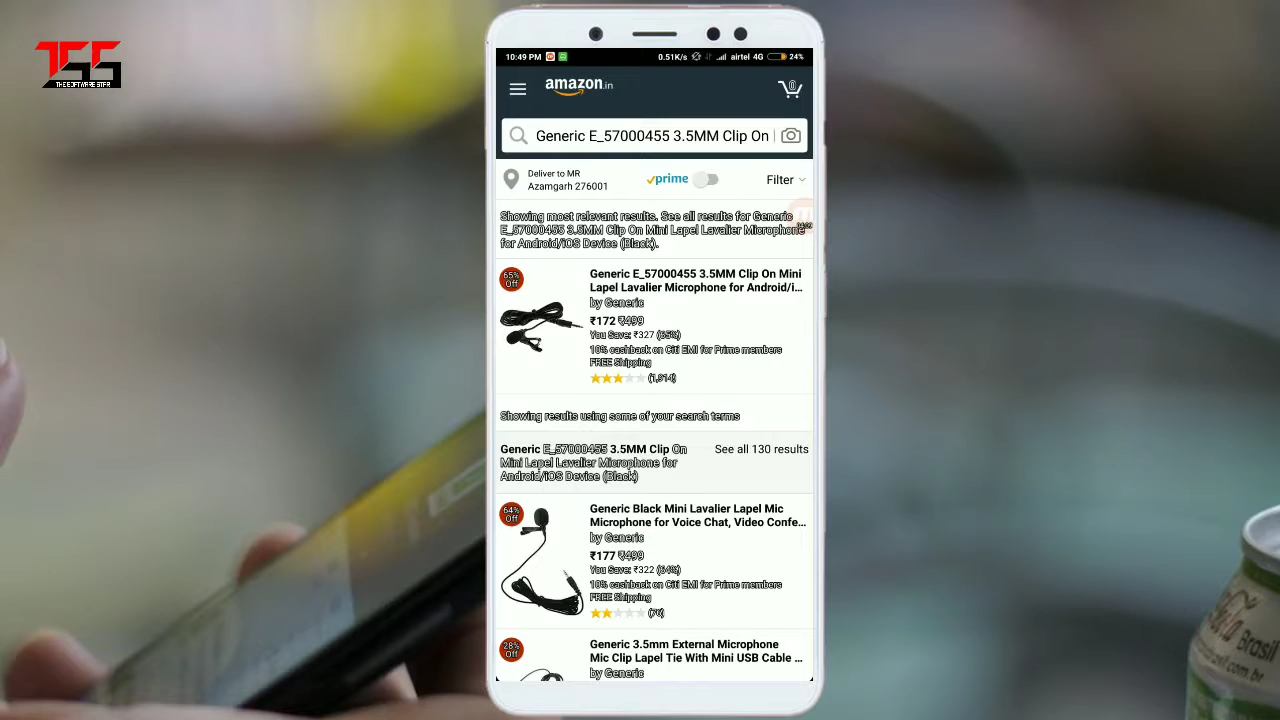 TSS
THE SOFTWARE STAR
10:49 PM
0.51K/s
airtel 4G
24%
amazon.in
0
Generic E_57000455 3.5MM Clip On
Deliver to MR
Azamgarh 276001
prime
Filter
Showing most relevant results. See all results for Generic
E_57000455 3.5MM Clip On Mini Lapel Lavalier Microphone
for Android/iOS Device (Black).
65%
Off
Generic E_57000455 3.5MM Clip On Mini
Lapel Lavalier Microphone for Android/i...
by Generic
₹172 ₹499
You Save: ₹327 (65%)
10% cashback on Citi EMI for Prime members
FREE Shipping
(1,914)
Showing results using some of your search terms
Generic E_57000455 3.5MM Clip On
Mini Lapel Lavalier Microphone for
Android/iOS Device (Black)
See all 130 results
64%
Off
Generic Black Mini Lavalier Lapel Mic
Microphone for Voice Chat, Video Confe...
by Generic
₹177 ₹499
You Save: ₹322 (64%)
10% cashback on Citi EMI for Prime members
FREE Shipping
(76)
28%
Off
Generic 3.5mm External Microphone
Mic Clip Lapel Tie With Mini USB Cable ...
by Generic
Brasil